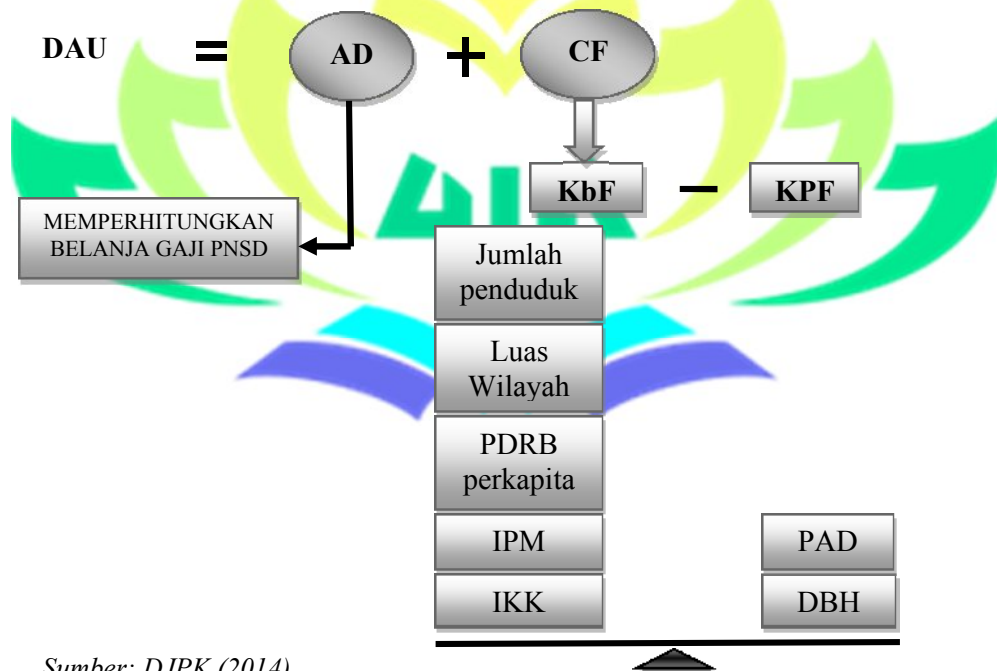 DAU = AD + CF
KbF – KPF
MEMPERHITUNGKAN
BELANJA GAJI PNSD
Jumlah
penduduk
Luas
Wilayah
PDRB
perkapita
IPM
PAD
IKK
DBH
Sumber: DJPK (2014)